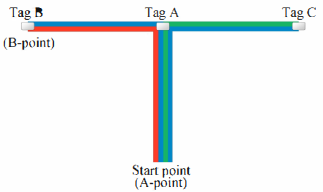 Tag B Tag A Tag C
(B-point)
Start point
(A-point)